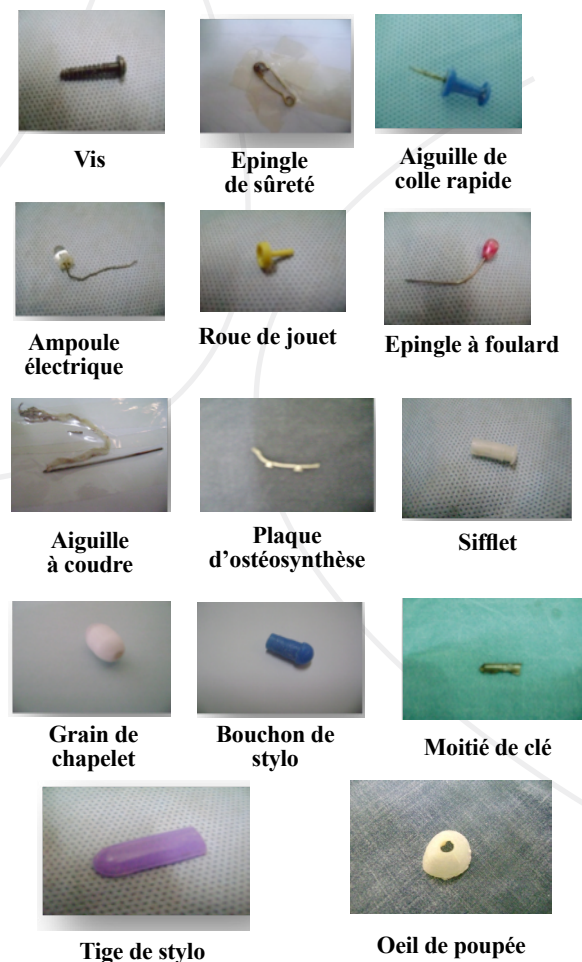 Vis
Epingle
de sûreté
Aiguille de
colle rapide
Ampoule
électrique
Roue de jouet
Epingle à foulard
Aiguille
à coudre
Plaque
d'ostéosynthèse
Sifflet
Grain de
chapelet
Bouchon de
stylo
Moitié de clé
Tige de stylo
Oeil de poupée